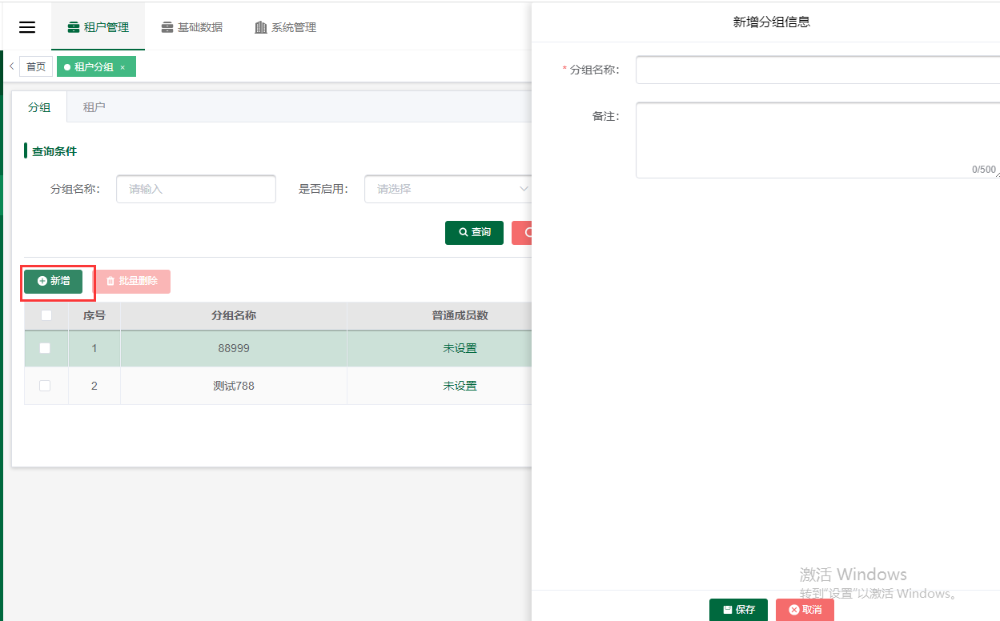 租户管理 基础数据 系统管理
首页 租户分组 ×
分组 租户
查询条件
分组名称： 请输入 是否启用： 请选择
查询
新增 批量删除
序号 分组名称 普通成员数
1 88999 未设置
2 测试788 未设置
新增分组信息
* 分组名称：
备注：
0/500
激活 Windows
转到"设置"以激活 Windows。
保存 取消